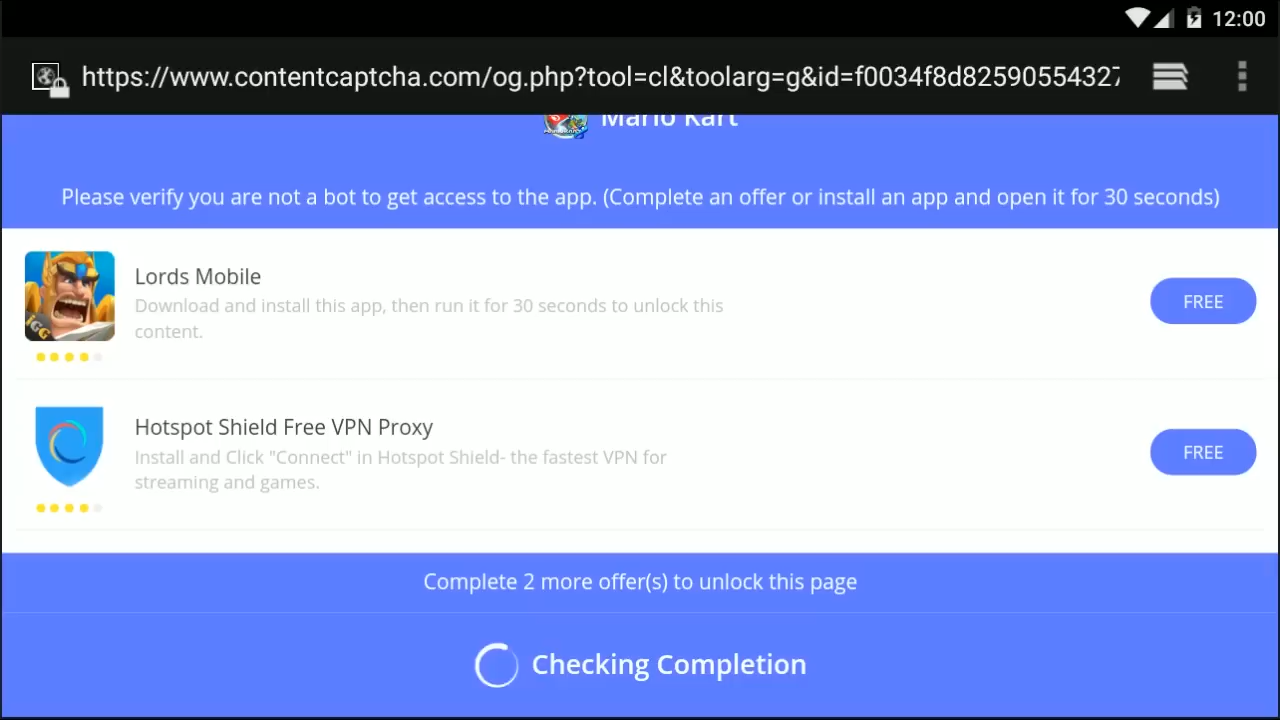 12:00
https://www.contentcaptcha.com/og.php?tool=cl&toolarg=g&id=f0034f8d82590554327
Mario Kart
Please verify you are not a bot to get access to the app. (Complete an offer or install an app and open it for 30 seconds)
Lords Mobile
Download and install this app, then run it for 30 seconds to unlock this
content.
FREE
IGG
Hotspot Shield Free VPN Proxy
Install and Click "Connect" in Hotspot Shield- the fastest VPN for
streaming and games.
FREE
Complete 2 more offer(s) to unlock this page
Checking Completion